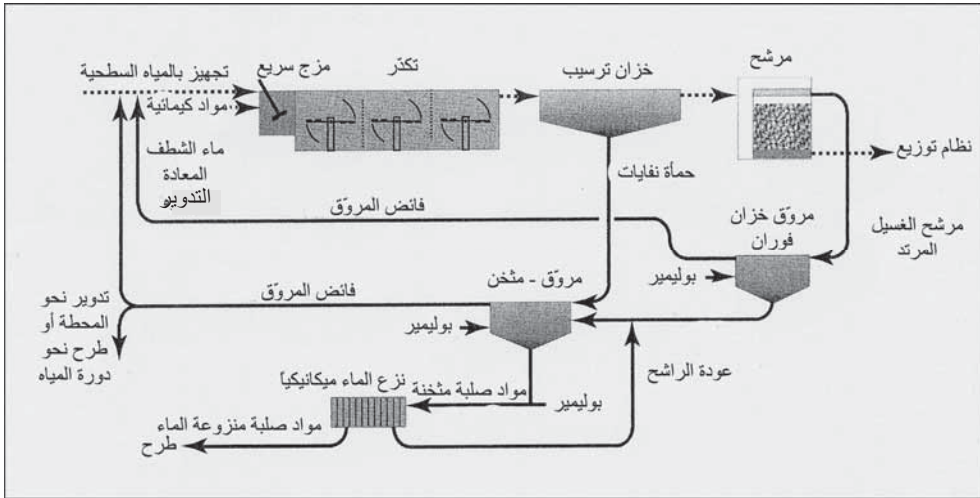 تجهيز بالمياه السطحية
مواد كيمائية
مزج سريع
تكدّر
خزان ترسيب
مرشح
نظام توزيع
ماء الشطف
المعادة
التدوير
فائض المروّق
حمأة نفايات
مروّق خزان
فوران
مرشح الغسيل
المرتد
بوليمير
مروّق - مثخن
فائض المروّق
بوليمير
تدوير نحو
المحطة أو
طرح نحو
دورة المياه
عودة الراشح
نزع الماء ميكانيكياً
مواد صلبة مثخنة
بوليمير
مواد صلبة منزوعة الماء
طرح